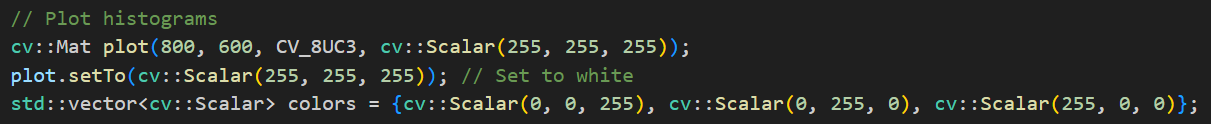 // Plot histograms
cv::Mat plot(800, 600, CV_8UC3, cv::Scalar(255, 255, 255));
plot.setTo(cv::Scalar(255, 255, 255)); // Set to white
std::vector<cv::Scalar> colors = {cv::Scalar(0, 0, 255), cv::Scalar(0, 255, 0), cv::Scalar(255, 0, 0)};